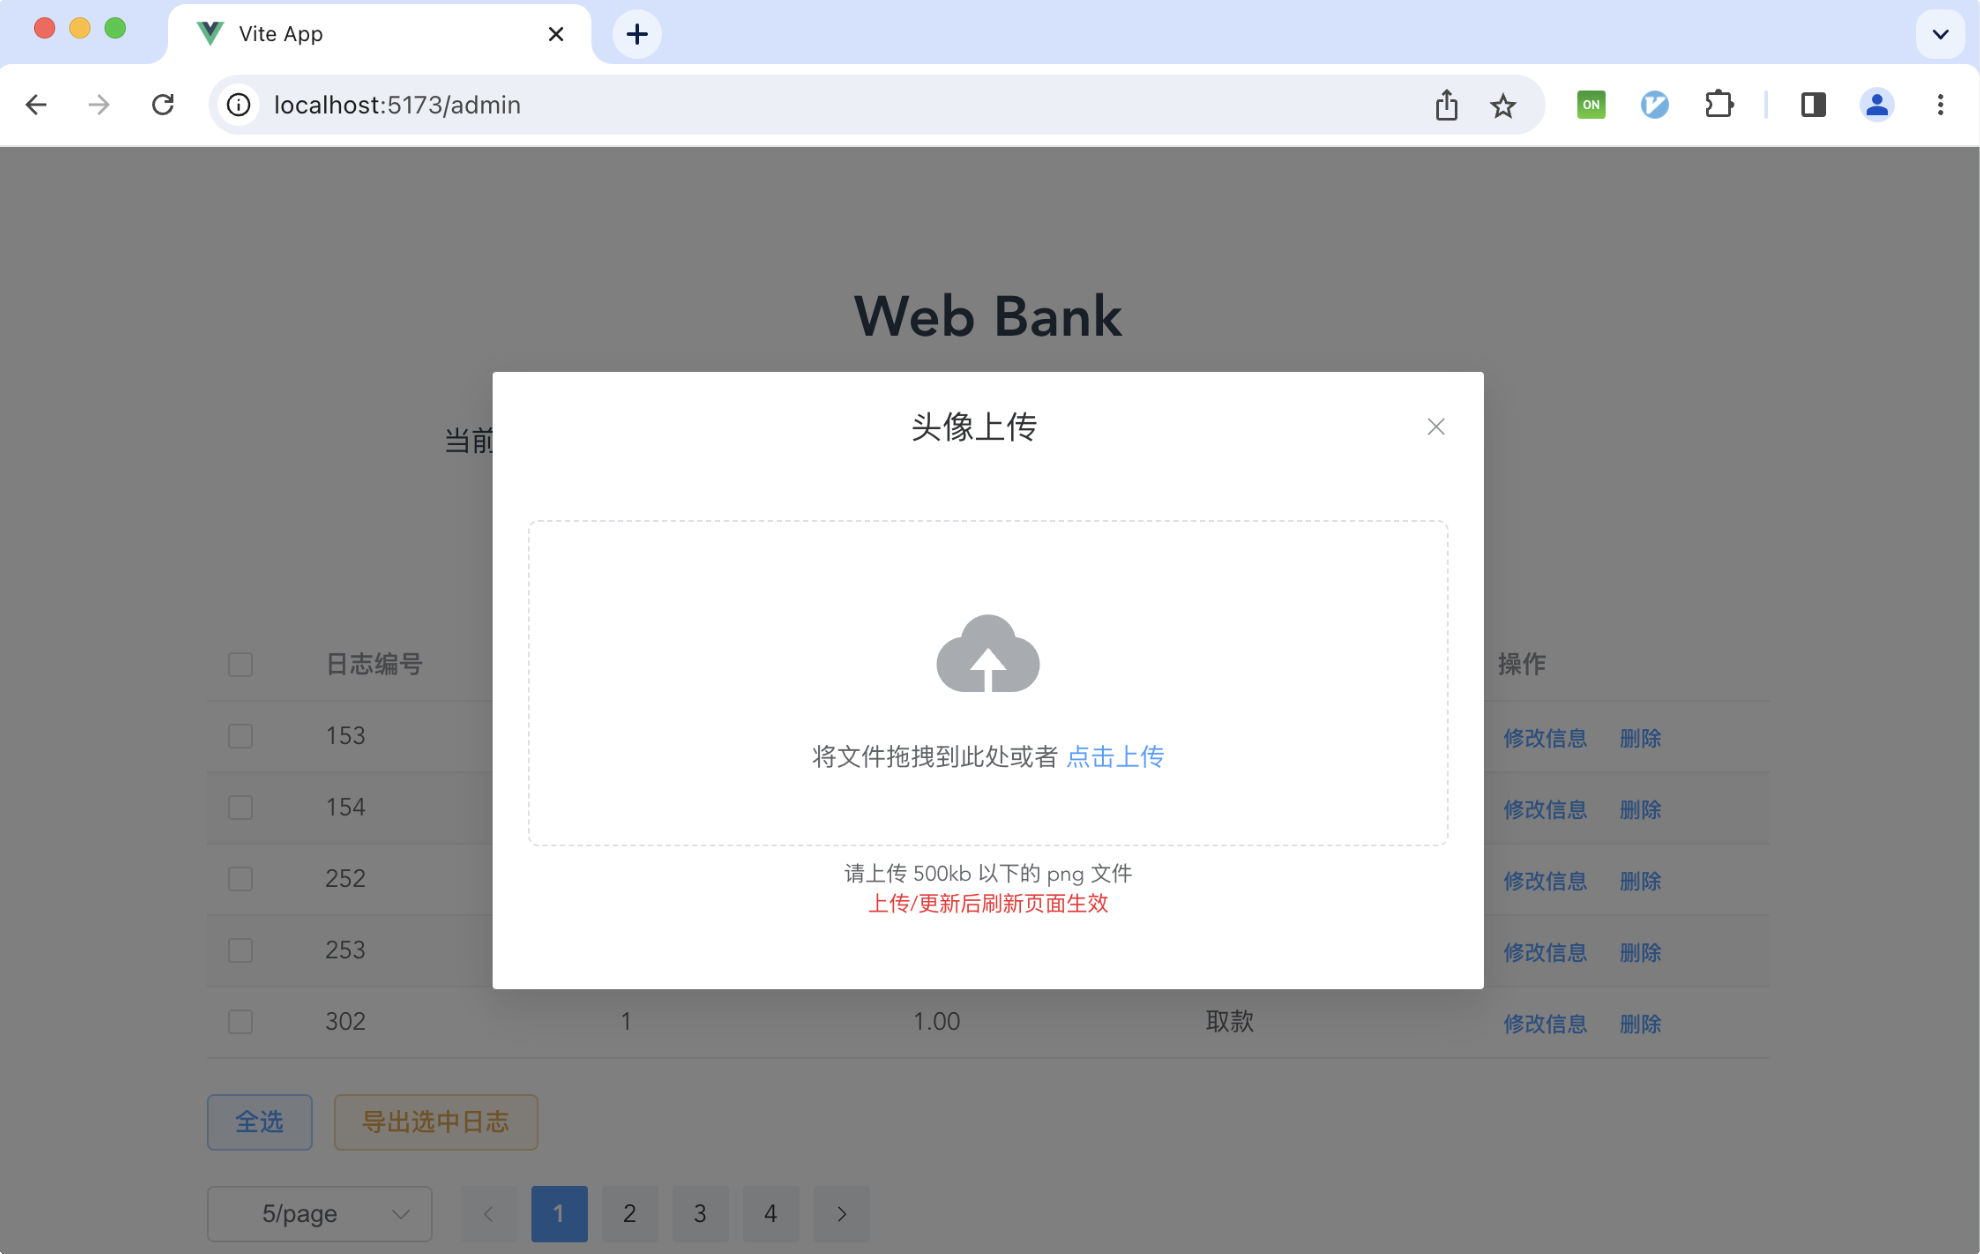 Vite App
localhost:5173/admin
ON
Web Bank
当前
头像上传
将文件拖拽到此处或者 点击上传
请上传 500kb 以下的 png 文件
上传/更新后刷新页面生效
日志编号 操作
153 修改信息 删除
154 修改信息 删除
252 修改信息 删除
253 修改信息 删除
302 1 1.00 取款 修改信息 删除
全选 导出选中日志
5/page 1 2 3 4